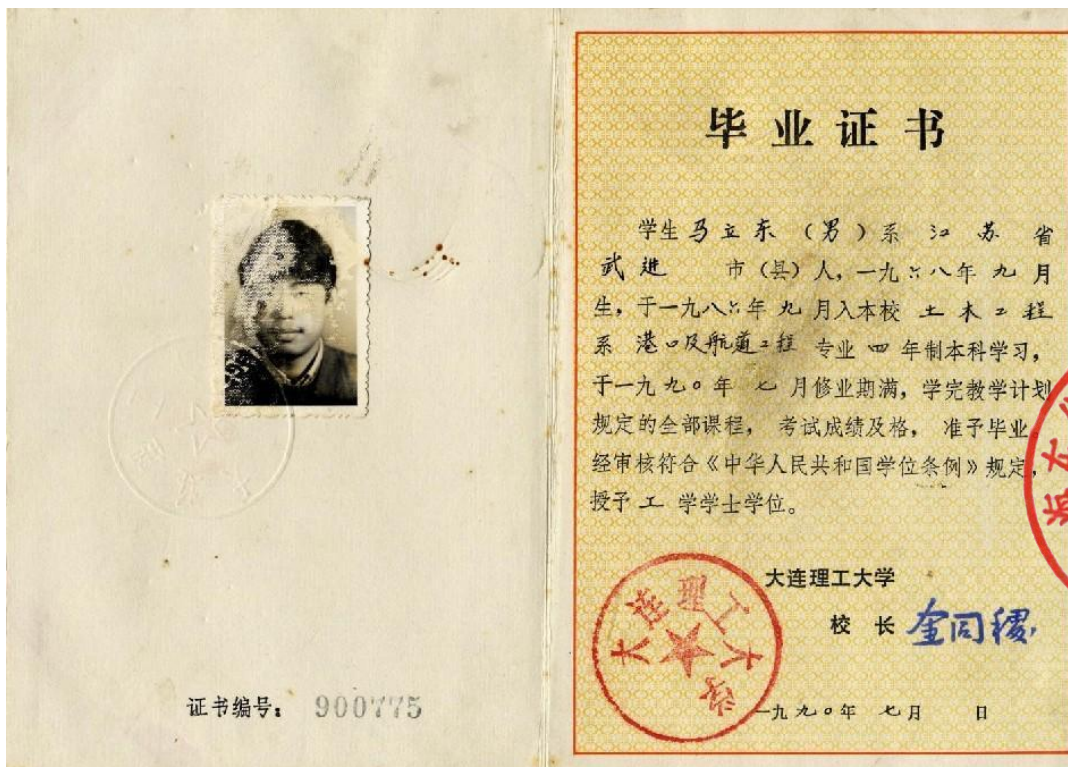 证书编号: 900775
毕业证书
学生 马立东 (男) 系 江苏 省
武进 市(县)人, 一九六八年 九 月
生, 于一九八六年 九 月入本校 土木工程
系 港口及航道工程 专业 四 年制本科学习,
于一九九〇年 七 月修业期满, 学完教学计划
规定的全部课程, 考试成绩及格, 准予毕业。
经审核符合《中华人民共和国学位条例》规定,
授予 工 学学士学位。
大连理工大学
校长 金同稷
大连理工大学
一九九〇年 七月 日